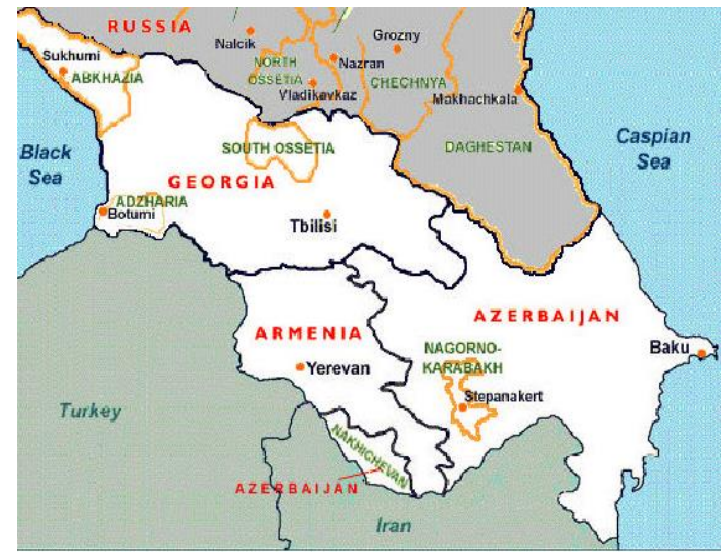 RUSSIA
Grozny
Nalcik
Sukhumi
NORTH
OSSETIA
Nazran
ABKHAZIA
CHECHNYA
Vladikavkaz
Makhachkala
Caspian
Sea
Black
Sea
SOUTH OSSETIA
DAGHESTAN
GEORGIA
ADZHARIA
Botumi
Tbilisi
AZERBAIJAN
ARMENIA
NAGORNO-
KARABAKH
Baku
Yerevan
Stepanakert
Turkey
NAKHICHEVAN
AZERBAIJAN
Iran